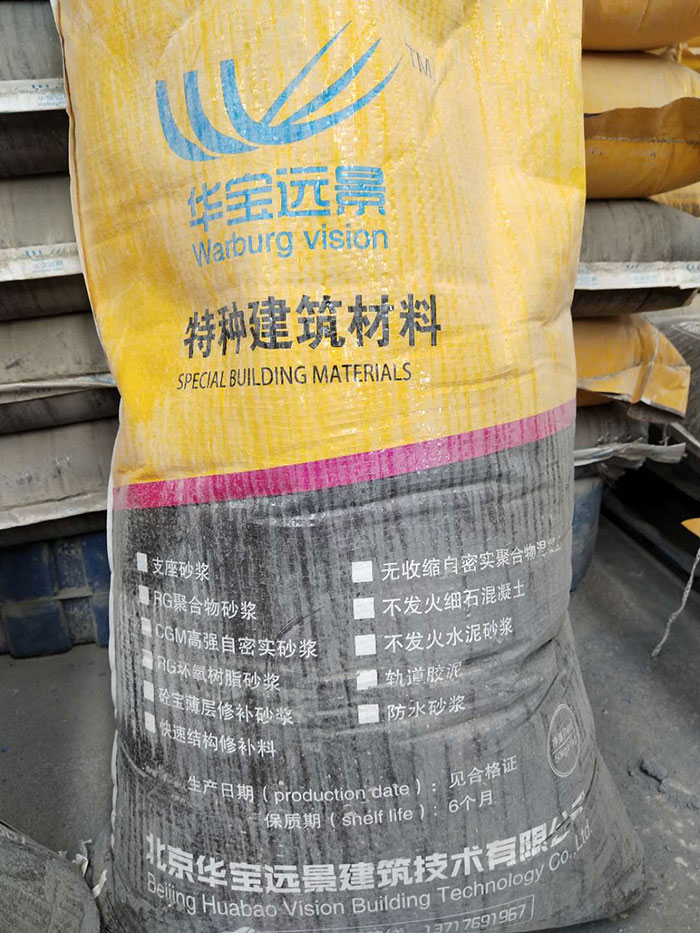 TM
华宝远景
Warburg vision
特种建筑材料
SPECIAL BUILDING MATERIALS
支座砂浆
RG聚合物砂浆
CGM高强自密实砂浆
RG环氧树脂砂浆
砼宝薄层修补砂浆
快速结构修补料
无收缩自密实聚合物混
不发火细石混凝土
不发火水泥砂浆
轨道胶泥
防水砂浆
生产日期（production date）：见合格证
保质期（shelf life）：6个月
北京华宝远景建筑技术有限公司
Beijing Huabao Vision Building Technology Co., Ltd.
13717691967